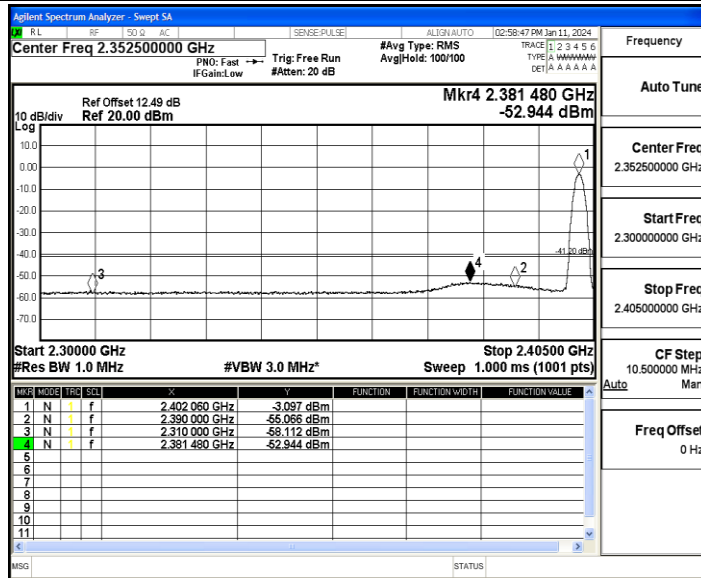 Agilent Spectrum Analyzer - Swept SA
RL RF 50 Ω AC SENSE:PULSE ALIGN AUTO 02:58:47 PM Jan 11, 2024
Center Freq 2.352500000 GHz
PNO: Fast
IFGain:Low
Trig: Free Run
#Atten: 20 dB
#Avg Type: RMS
Avg|Hold: 100/100
TRACE 1 2 3 4 5 6
TYPE A WWWWW
DET A A A A A A
Ref Offset 12.49 dB
Ref 20.00 dBm
10 dB/div
Log
Mkr4 2.381 480 GHz
-52.944 dBm
10.0
0.00
-10.0
-20.0
-30.0
-40.0
-50.0
-60.0
-70.0
1
-41.20 dBm
4
2
3
Start 2.30000 GHz
Stop 2.40500 GHz
#Res BW 1.0 MHz
#VBW 3.0 MHz*
Sweep 1.000 ms (1001 pts)
MKR MODE TRC SCL X Y FUNCTION FUNCTION WIDTH FUNCTION VALUE
1 N 1 f 2.402 060 GHz -3.097 dBm
2 N 1 f 2.390 000 GHz -55.066 dBm
3 N 1 f 2.310 000 GHz -58.112 dBm
4 N 1 f 2.381 480 GHz -52.944 dBm
5
6
7
8
9
10
11
MSG
STATUS
Frequency
Auto Tune
Center Freq
2.352500000 GHz
Start Freq
2.300000000 GHz
Stop Freq
2.405000000 GHz
CF Step
10.500000 MHz
Auto Man
Freq Offset
0 Hz